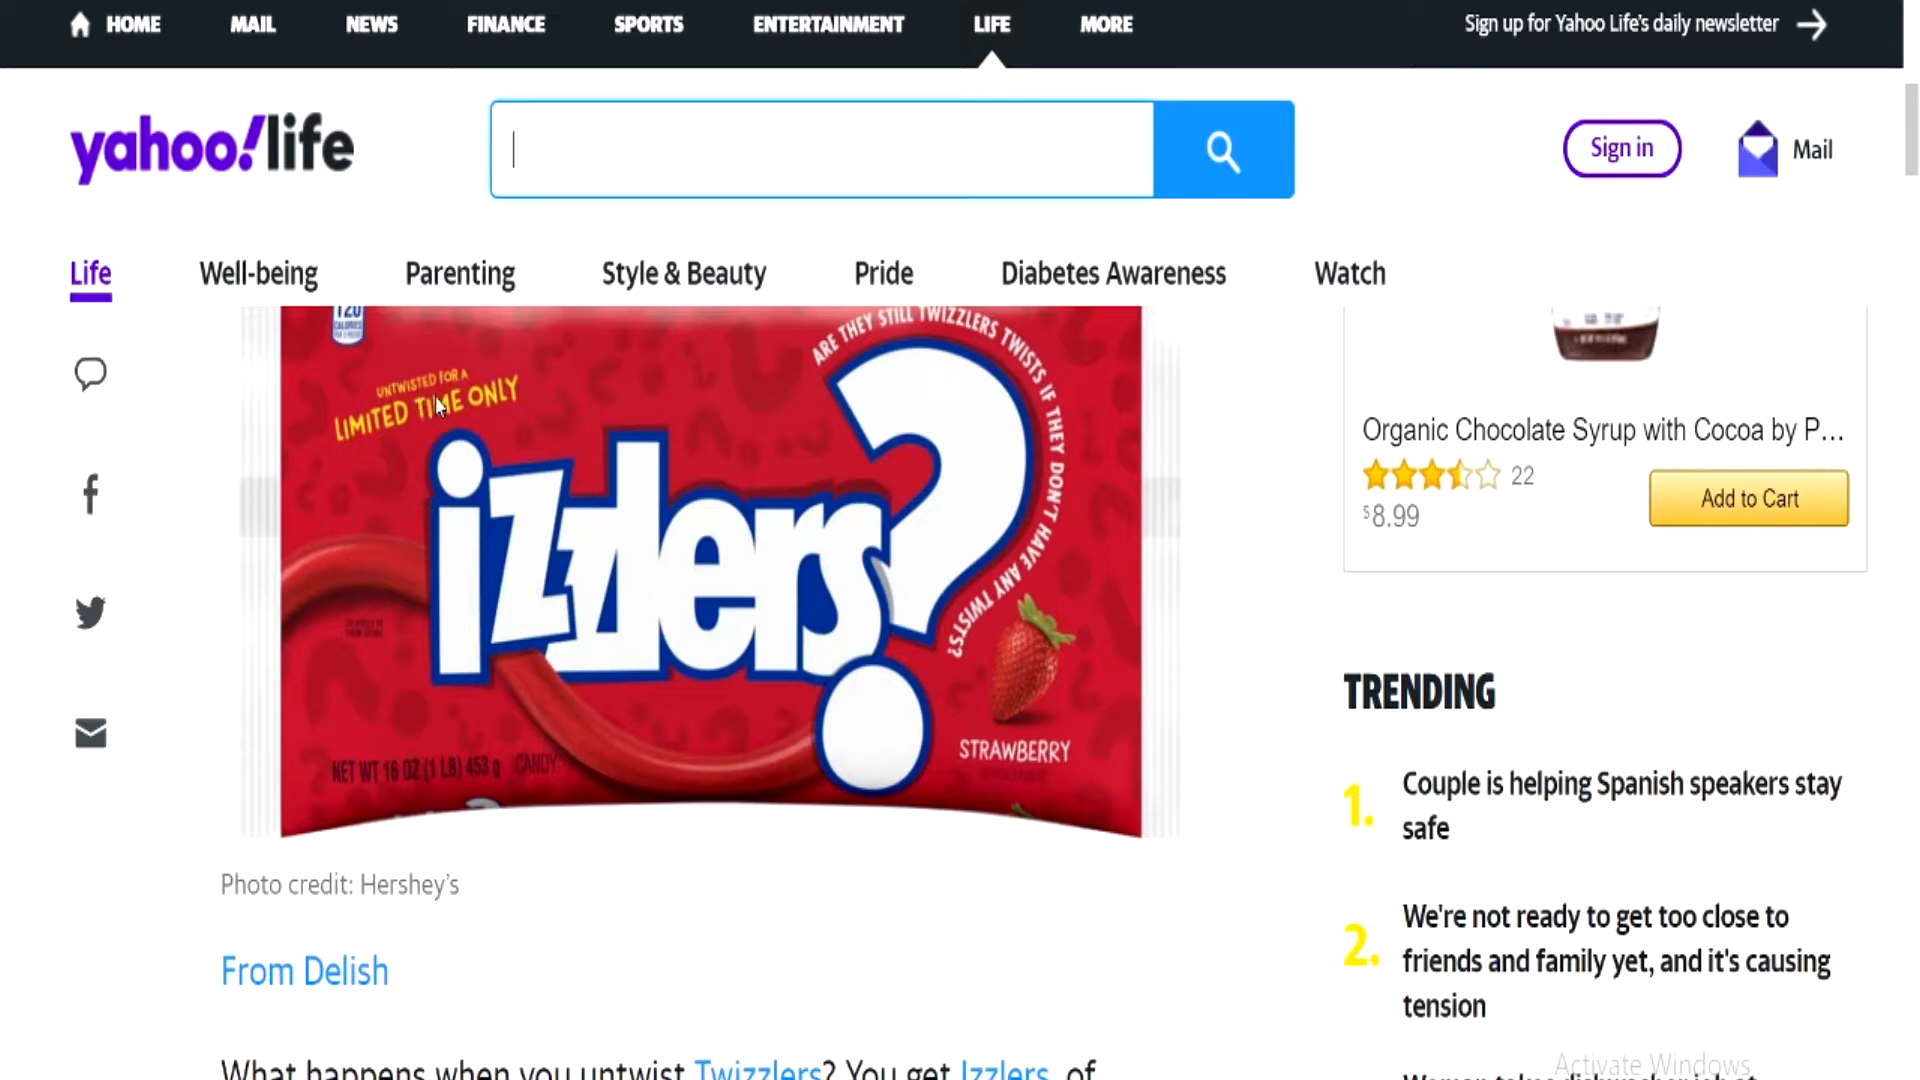 HOME MAIL NEWS FINANCE SPORTS ENTERTAINMENT LIFE MORE Sign up for Yahoo Life's daily newsletter
yahoo!life
Sign in Mail
Life Well-being Parenting Style & Beauty Pride Diabetes Awareness Watch
120
CALORIES
ARE THEY STILL TWIZZLERS TWISTS IF THEY DON'T HAVE ANY TWISTS?
UNTWISTED FOR A
LIMITED TIME ONLY
izzlers?
STRAWBERRY
NET WT 16 OZ (1 LB) 453 g CANDY
Organic Chocolate Syrup with Cocoa by P...
22
$8.99
Add to Cart
TRENDING
1. Couple is helping Spanish speakers stay
safe
2. We're not ready to get too close to
friends and family yet, and it's causing
tension
Photo credit: Hershey's
From Delish
What happens when you untwist Twizzlers? You get Izzlers, of
Activate Windows